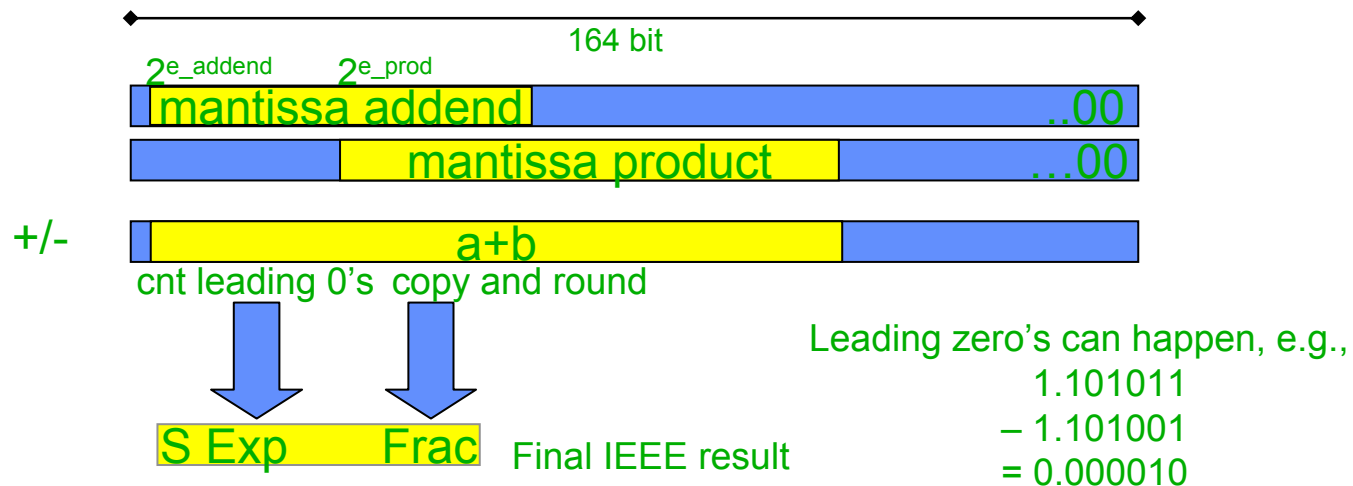 164 bit
2e_addend 2e_prod
mantissa addend ..00
mantissa product ...00
+/- a+b
cnt leading 0's copy and round
Leading zero's can happen, e.g.,
1.101011
– 1.101001
= 0.000010
S Exp Frac Final IEEE result